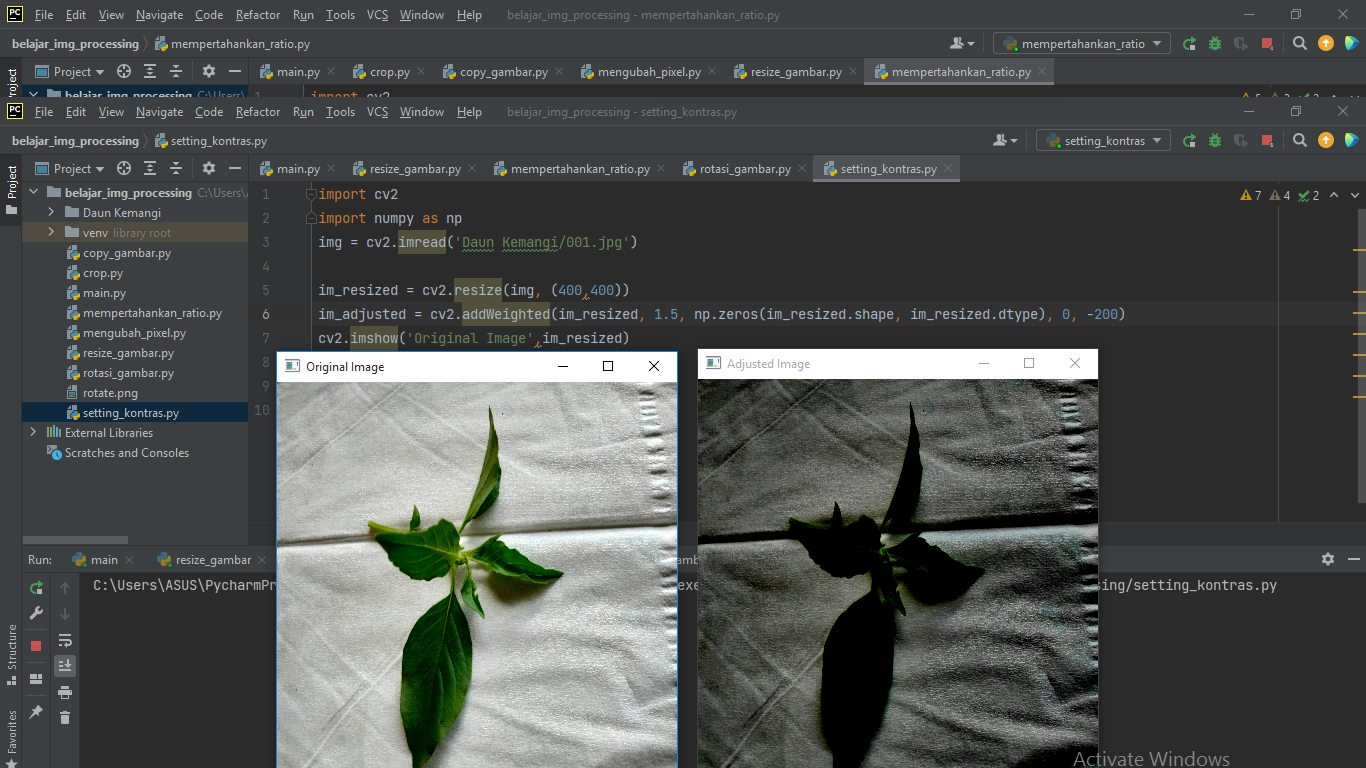 PC File Edit View Navigate Code Refactor Run Tools VCS Window Help belajar_img_processing - mempertahankan_ratio.py
belajar_img_processing mempertahankan_ratio.py mempertahankan_ratio
Project Project main.py crop.py copy_gambar.py mengubah_pixel.py resize_gambar.py mempertahankan_ratio.py
PC File Edit View Navigate Code Refactor Run Tools VCS Window Help belajar_img_processing - setting_kontras.py
belajar_img_processing setting_kontras.py setting_kontras
Project Project main.py resize_gambar.py mempertahankan_ratio.py rotasi_gambar.py setting_kontras.py
belajar_img_processing C:\Users\
Daun Kemangi
venv library root
copy_gambar.py
crop.py
main.py
mempertahankan_ratio.py
mengubah_pixel.py
resize_gambar.py
rotasi_gambar.py
rotate.png
setting_kontras.py
External Libraries
Scratches and Consoles
1 import cv2 7 4 2
2 import numpy as np
3 img = cv2.imread('Daun Kemangi/001.jpg')
4
5 im_resized = cv2.resize(img, (400,400))
6 im_adjusted = cv2.addWeighted(im_resized, 1.5, np.zeros(im_resized.shape, im_resized.dtype), 0, -200)
7 cv2.imshow('Original Image',im_resized)
8
9
10
Original Image
Adjusted Image
Run: main resize_gambar
C:\Users\ASUS\PycharmPr
sing/setting_kontras.py
Structure
Favorites
Activate Windows